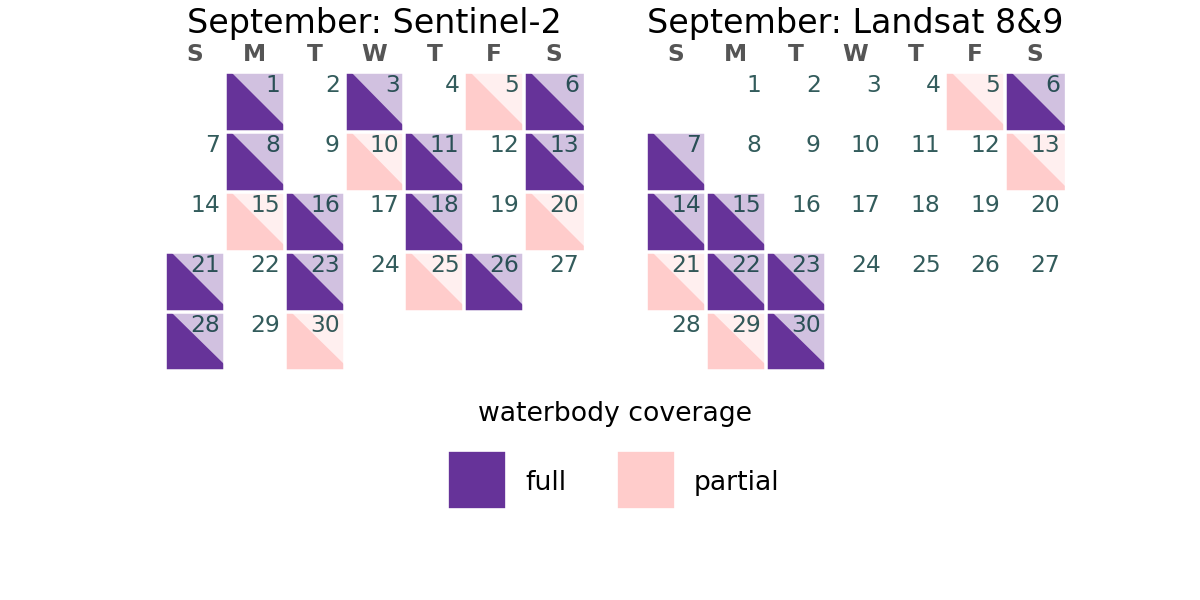 September: Sentinel-2
S M T W T F S
1 2 3 4 5 6
7 8 9 10 11 12 13
14 15 16 17 18 19 20
21 22 23 24 25 26 27
28 29 30
September: Landsat 8&9
S M T W T F S
1 2 3 4 5 6
7 8 9 10 11 12 13
14 15 16 17 18 19 20
21 22 23 24 25 26 27
28 29 30
waterbody coverage
full partial